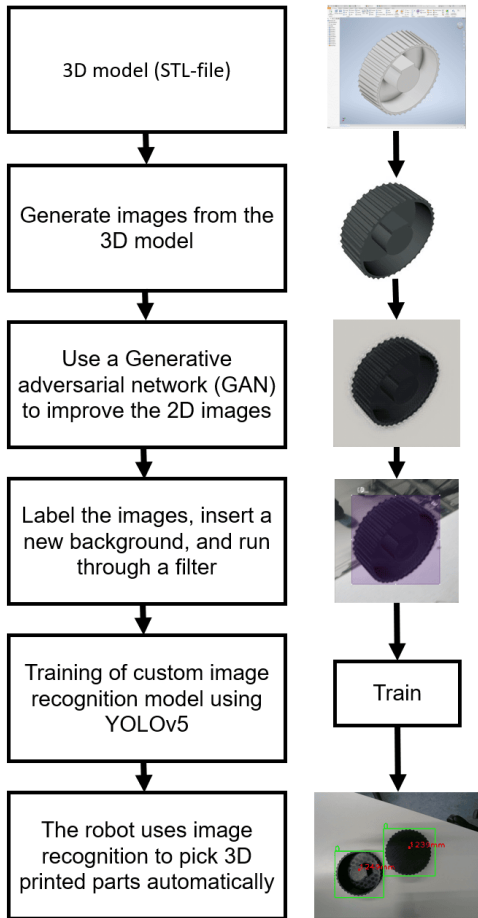 3D model (STL-file)
Generate images from the
3D model
Use a Generative
adversarial network (GAN)
to improve the 2D images
Label the images, insert a
new background, and run
through a filter
Training of custom image
recognition model using
YOLOv5
Train
The robot uses image
recognition to pick 3D
printed parts automatically